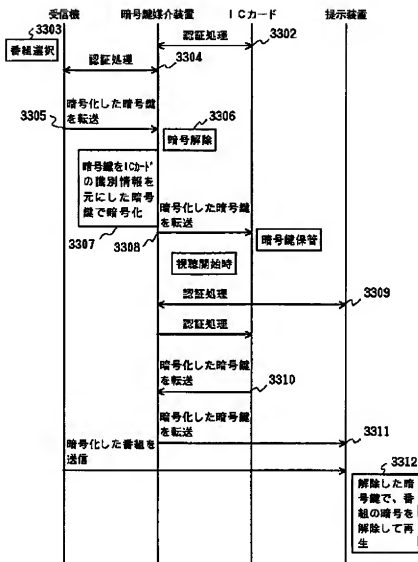 受信機
暗号鍵媒介装置
ICカード
提示装置
3303
番組選択
認証処理
3302
認証処理
3304
3305
暗号化した暗号鍵
を転送
3306
暗号解除
暗号鍵をICカード
の識別情報を
元にした暗号
鍵で暗号化
3307
3308
暗号化した暗号鍵
を転送
暗号鍵保管
視聴開始時
認証処理
3309
認証処理
暗号化した暗号鍵
を転送
3310
暗号化した暗号鍵
を転送
3311
暗号化した番組を
送信
3312
解除した暗
号鍵で、番
組の暗号を
解除して再
生